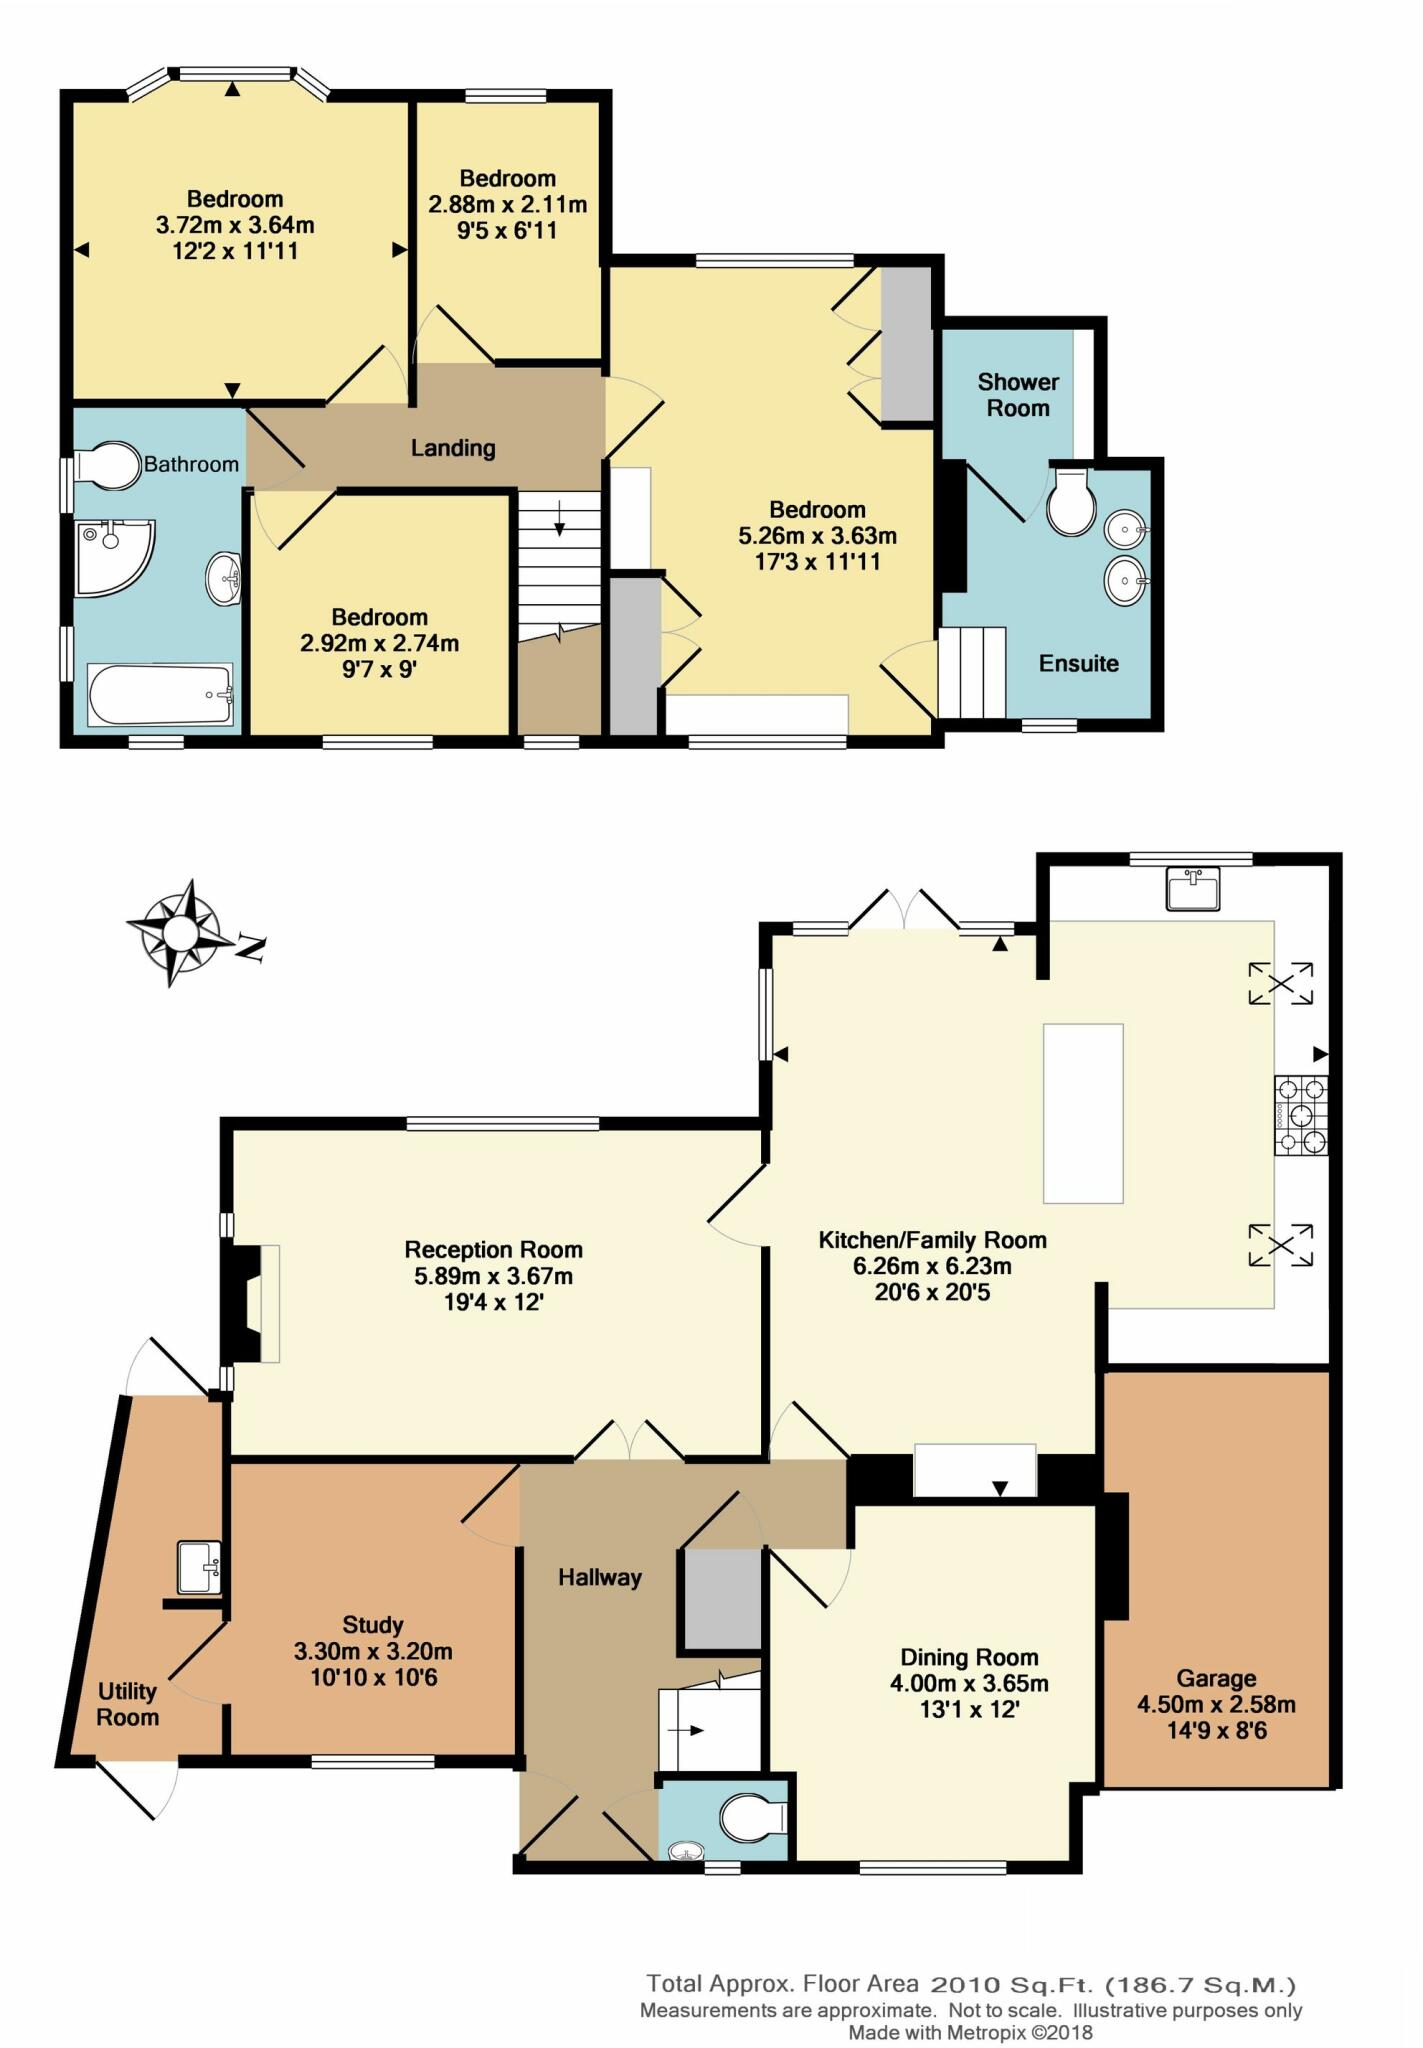 Bedroom
3.72m x 3.64m
12'2 x 11'11
Bedroom
2.88m x 2.11m
9'5 x 6'11
Shower
Room
Landing
Bathroom
Bedroom
5.26m x 3.63m
17'3 x 11'11
Bedroom
2.92m x 2.74m
9'7 x 9'
Ensuite
N
Reception Room
5.89m x 3.67m
19'4 x 12'
Kitchen/Family Room
6.26m x 6.23m
20'6 x 20'5
Hallway
Study
3.30m x 3.20m
10'10 x 10'6
Utility
Room
Dining Room
4.00m x 3.65m
13'1 x 12'
Garage
4.50m x 2.58m
14'9 x 8'6
Total Approx. Floor Area 2010 Sq.Ft. (186.7 Sq.M.)
Measurements are approximate. Not to scale. Illustrative purposes only
Made with Metropix ©2018